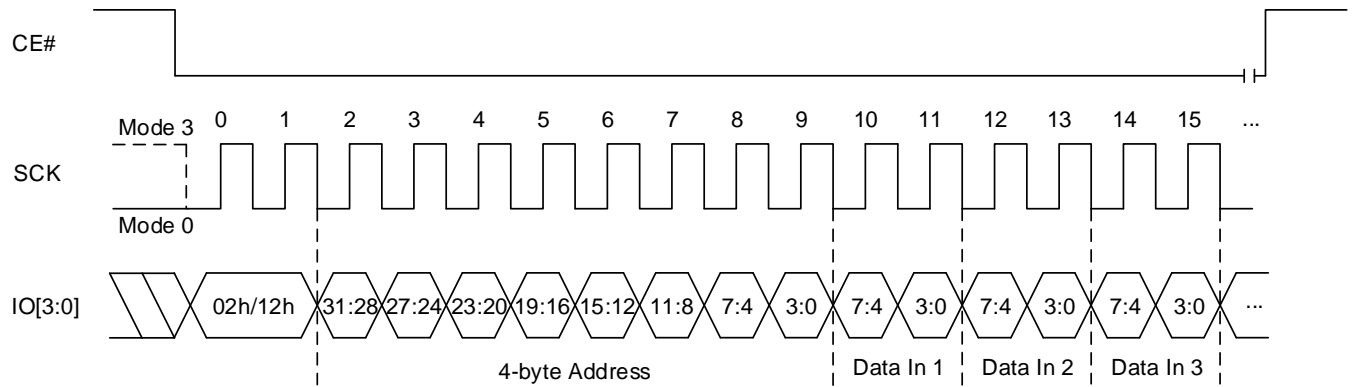 CE#
Mode 3 0 1 2 3 4 5 6 7 8 9 10 11 12 13 14 15 ...
SCK
Mode 0
IO[3:0] 02h/12h 31:28 27:24 23:20 19:16 15:12 11:8 7:4 3:0 7:4 3:0 7:4 3:0 7:4 3:0 ...
4-byte Address Data In 1 Data In 2 Data In 3